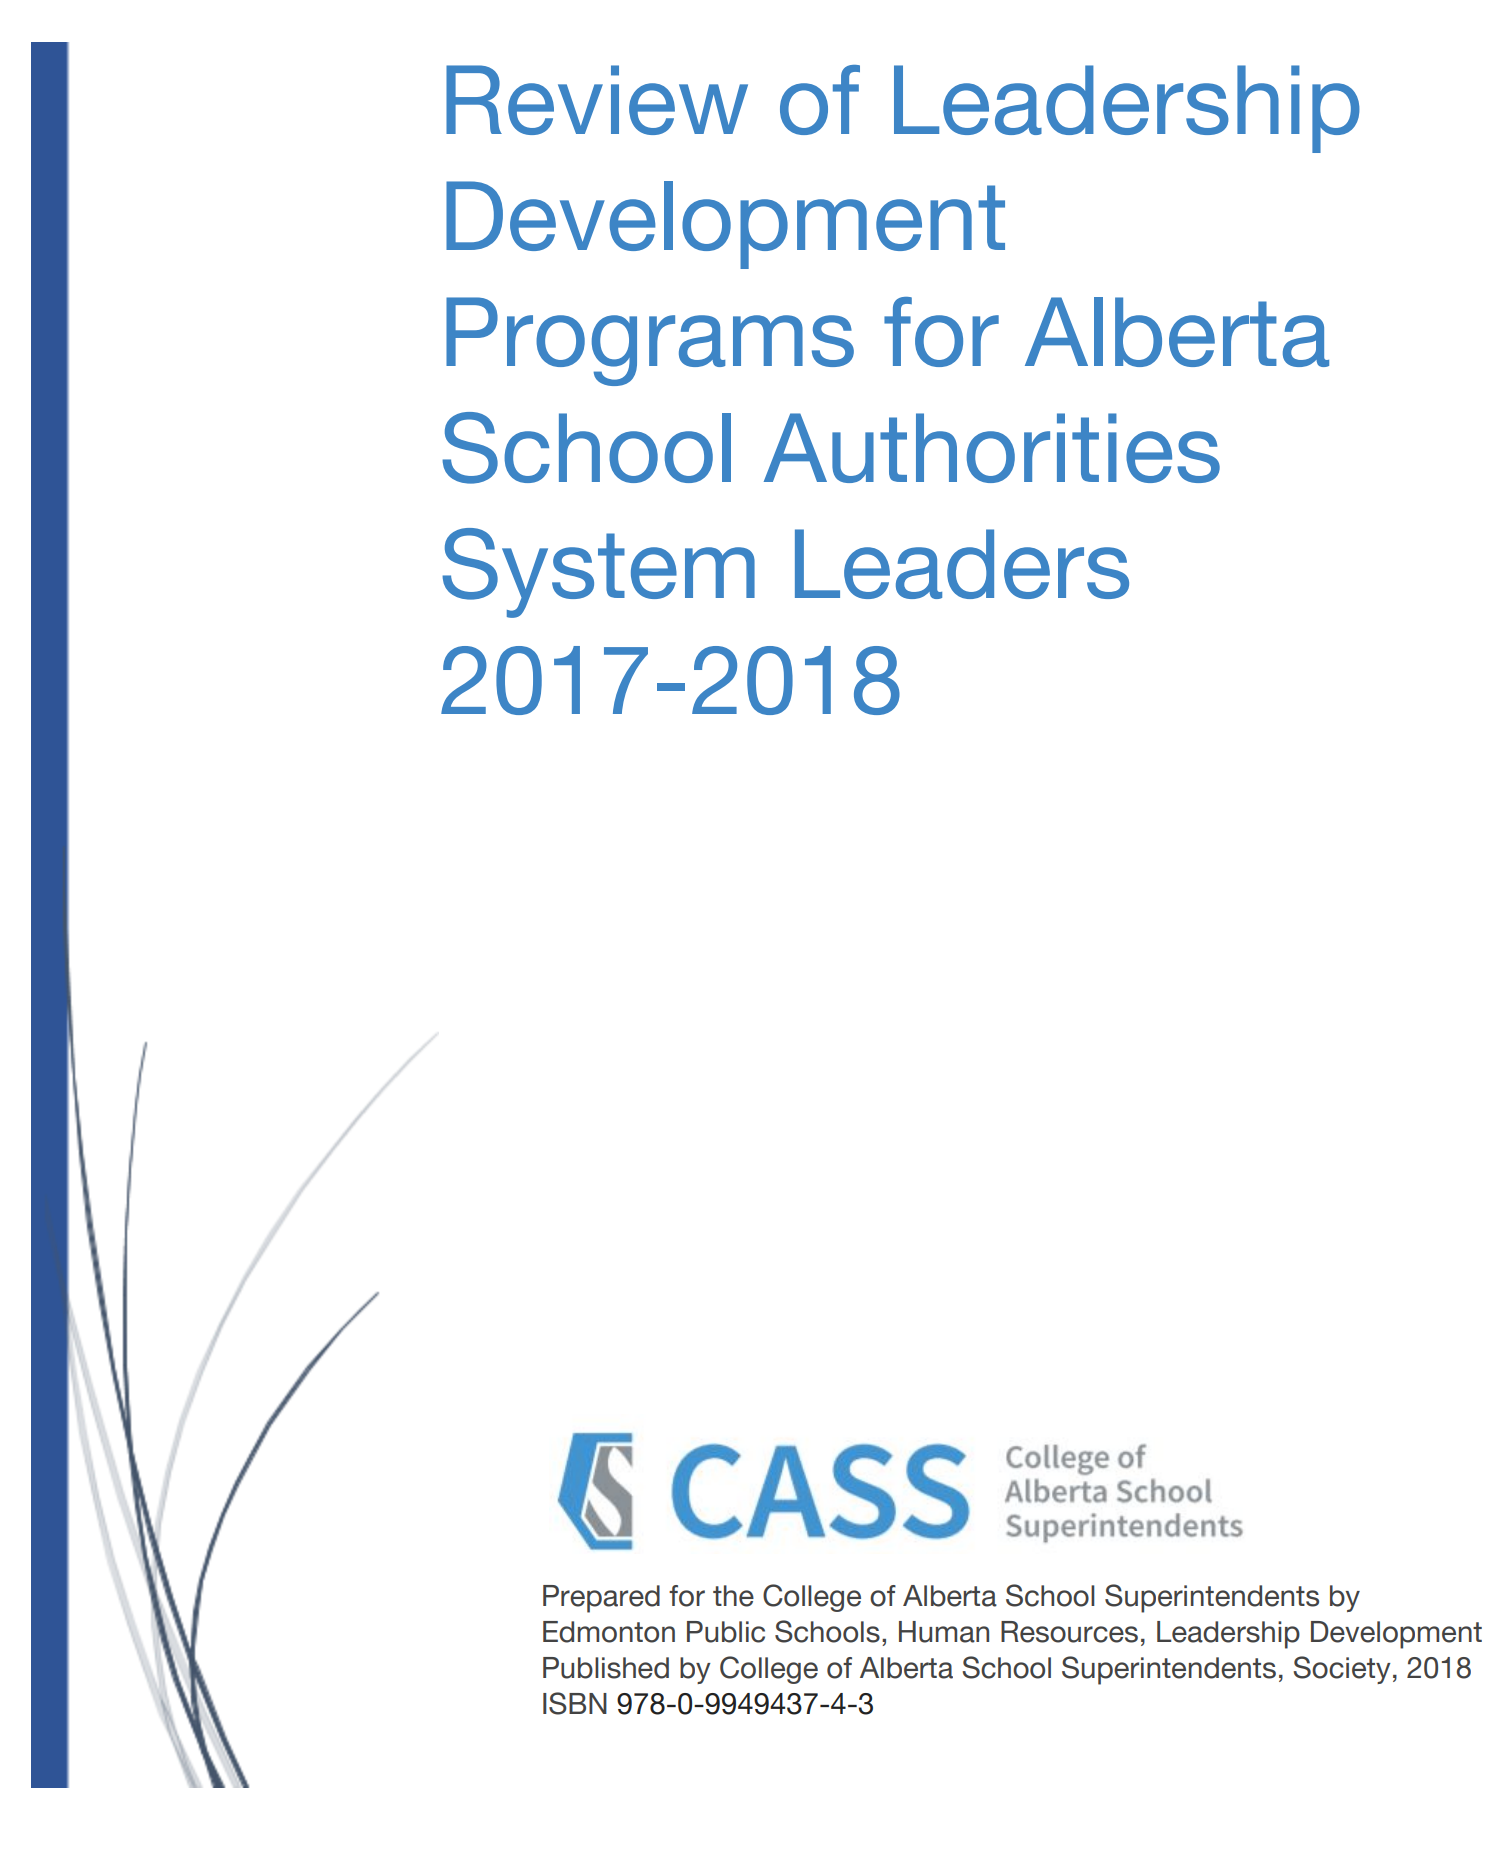 Review of Leadership
Development
Programs for Alberta
School Authorities
System Leaders
2017-2018
CASS
College of
Alberta School
Superintendents
Prepared for the College of Alberta School Superintendents by
Edmonton Public Schools, Human Resources, Leadership Development
Published by College of Alberta School Superintendents, Society, 2018
ISBN 978-0-9949437-4-3